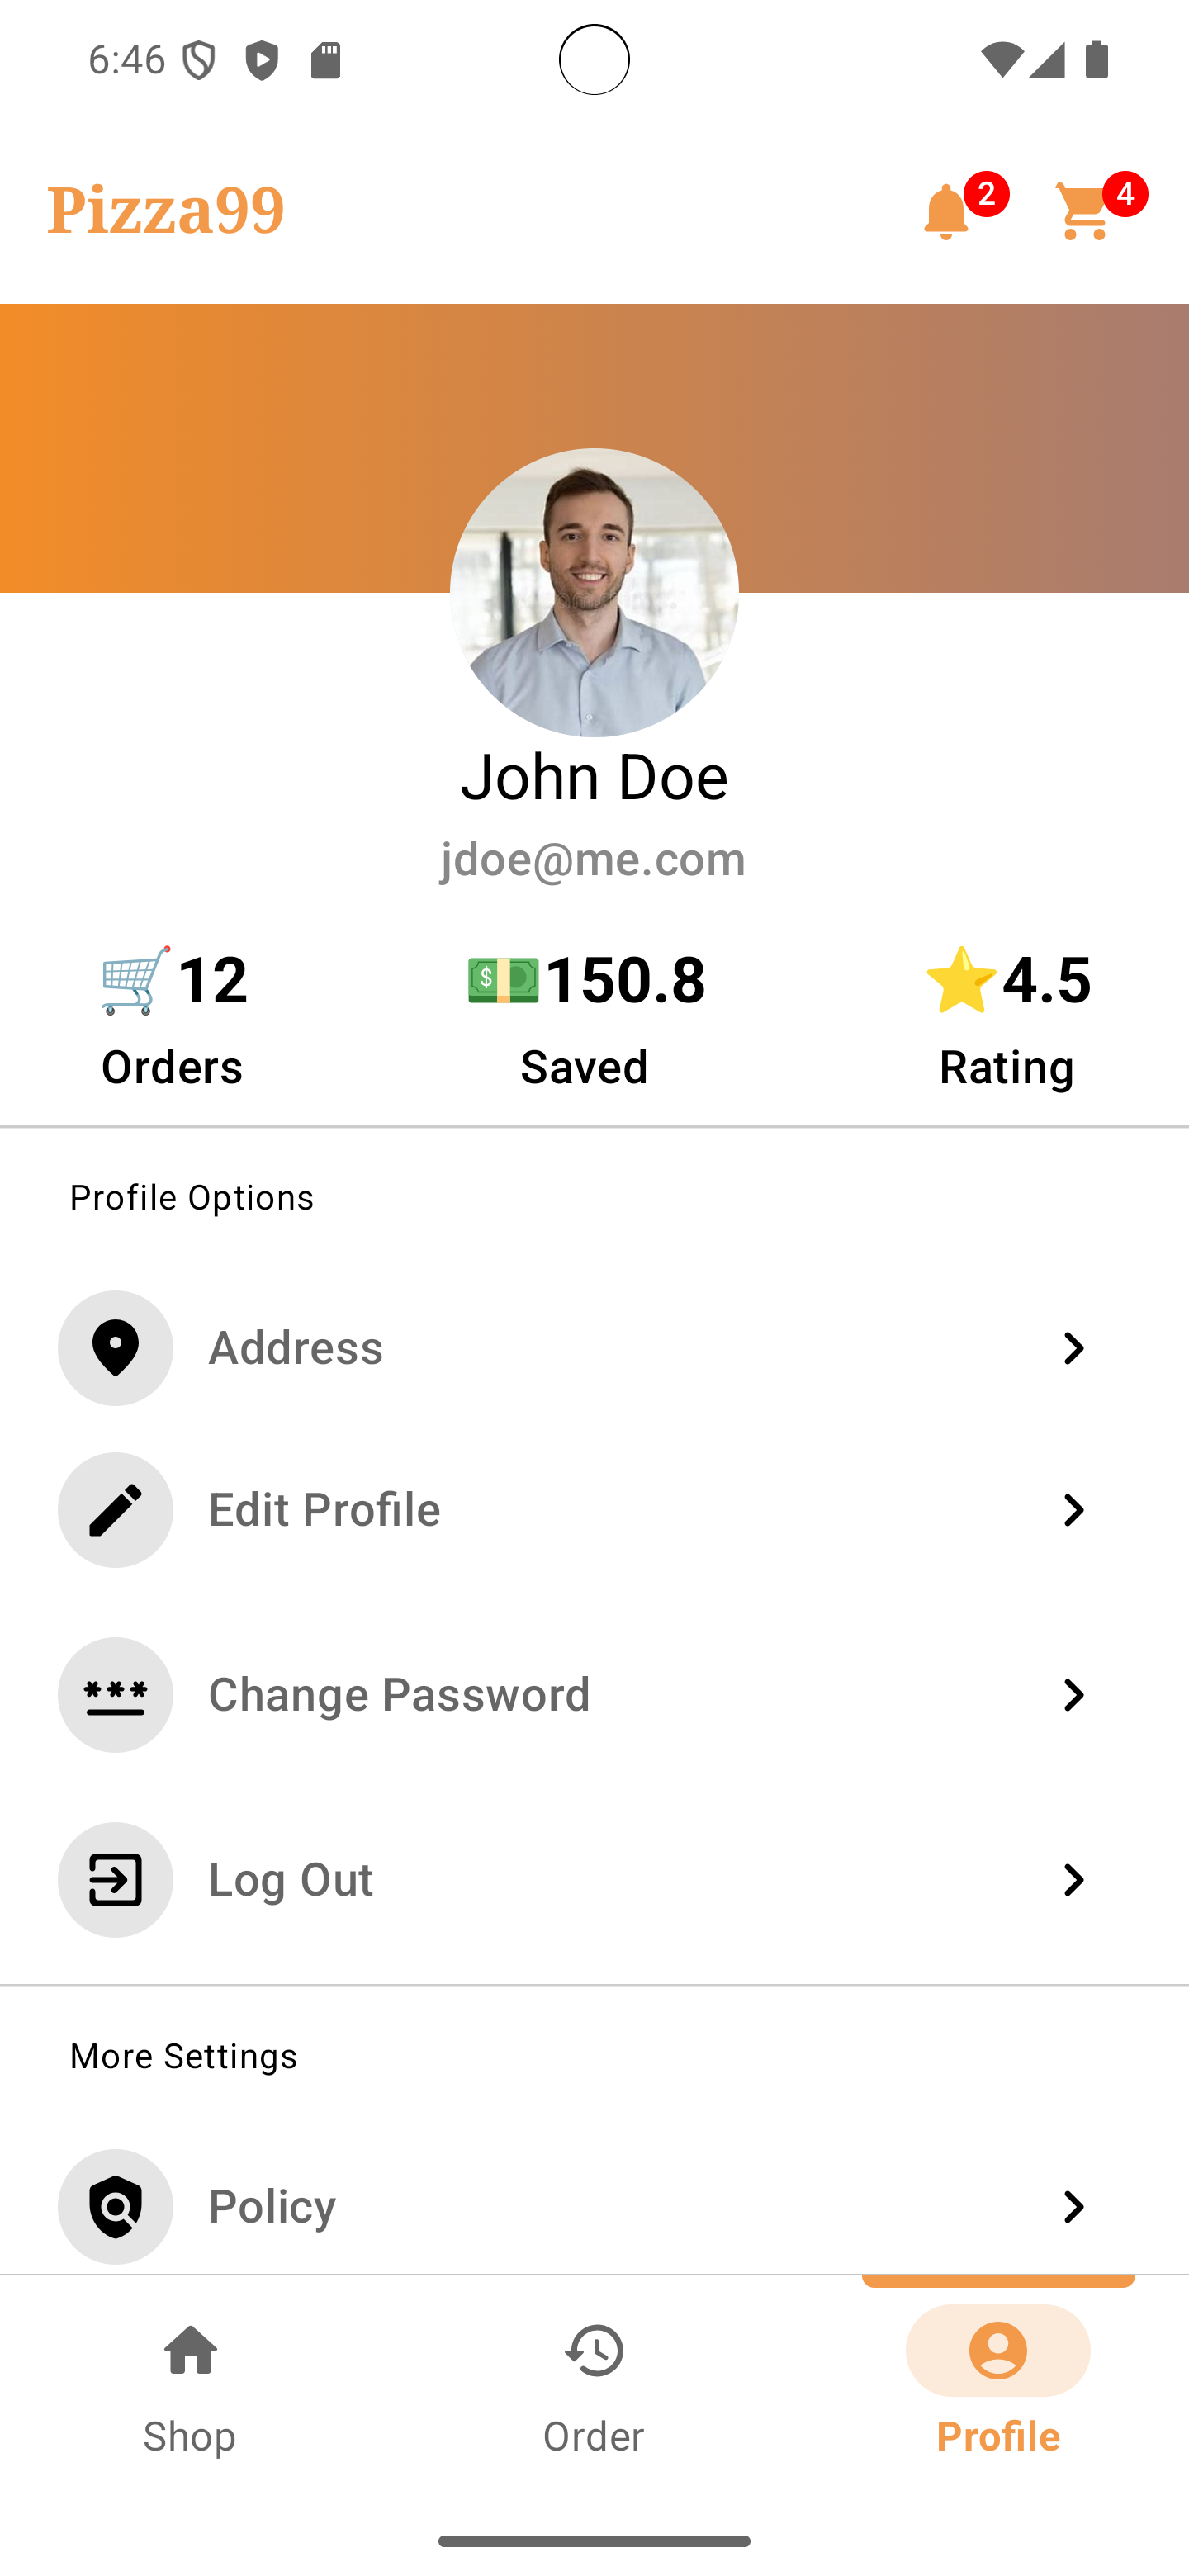 6:46
Pizza99
2
4
John Doe
jdoe@me.com
12
150.8
4.5
Orders
Saved
Rating
Profile Options
Address
Edit Profile
Change Password
Log Out
More Settings
Policy
Shop
Order
Profile